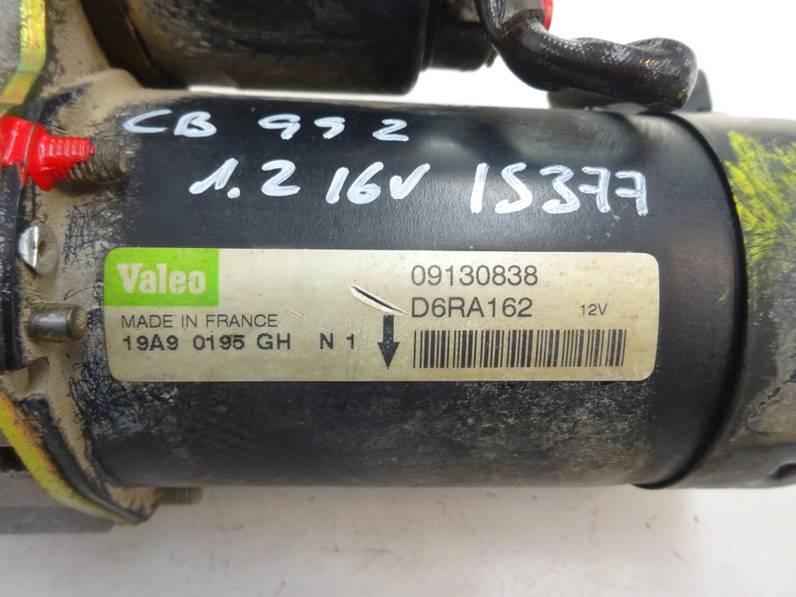 CB 992
1.2 16V 15377
Valeo
09130838
D6RA162 12V
MADE IN FRANCE
19A9 0195 GH N 1